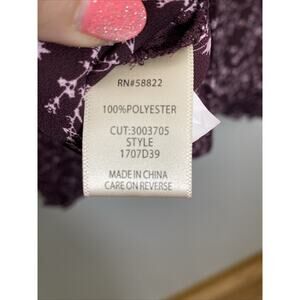 RN#58822
100%POLYESTER
CUT:3003705
STYLE
1707D39
MADE IN CHINA
CARE ON REVERSE